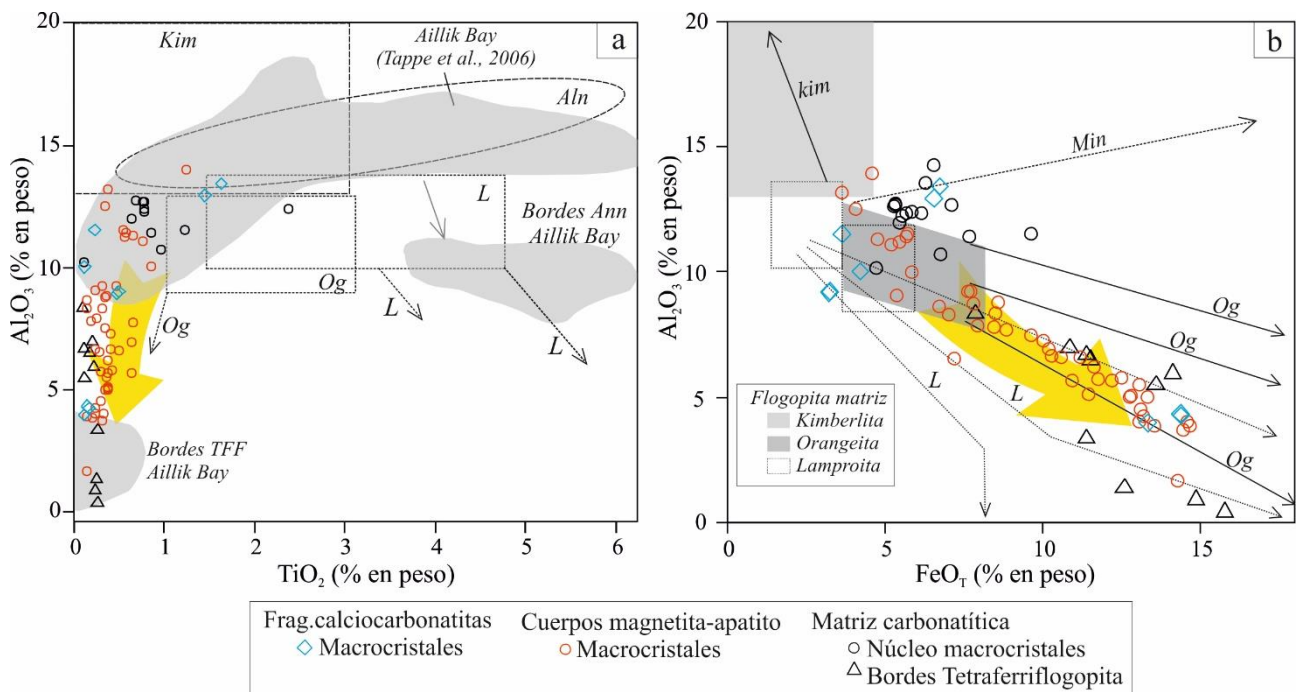 20
15
10
5
0
Al₂O₃ (% en peso)
Kim
Aillik Bay
(Tappe et al., 2006)
a
Aln
L
Bordes Ann
Aillik Bay
Og
Og
L
L
Bordes TFF
Aillik Bay
0
1
2
3
4
5
6
TiO₂ (% en peso)
20
15
10
5
0
Al₂O₃ (% en peso)
b
kim
Min
Og
Og
L
L
Og
Flogopita matriz
Kimberlita
Orangeita
Lamproita
0
5
10
15
FeO_T (% en peso)
Frag.calciocarbonatitas
Macrocristales
Cuerpos magnetita-apatito
Macrocristales
Matriz carbonatítica
Núcleo macrocristales
Bordes Tetraferriflogopita